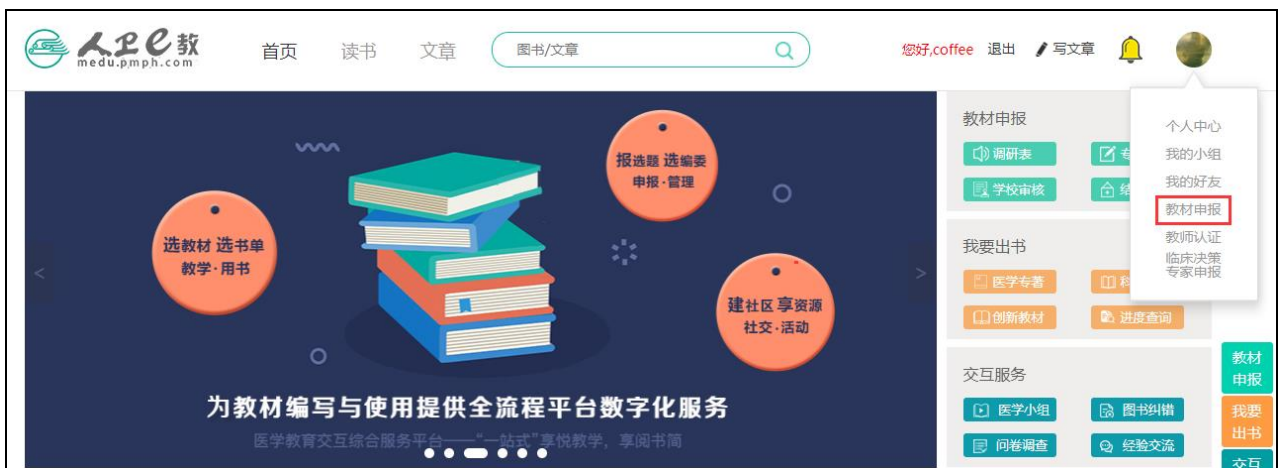 人卫e教
medu.pmph.com
首页 读书 文章 图书/文章 您好,coffee 退出 写文章
报选题 选编委
申报·管理
选教材 选书单
教学·用书
建社区 享资源
社交·活动
为教材编写与使用提供全流程平台数字化服务
医学教育交互综合服务平台——“一站式”享悦教学，享阅书简
< >
教材申报
调研表
学校审核 结
我要出书
医学专著 科
创新教材 进度查询
交互服务
医学小组 图书纠错
问卷调查 经验交流
个人中心
我的小组
我的好友
教材申报
教师认证
临床决策
专家申报
教材
申报
我要
出书
交互